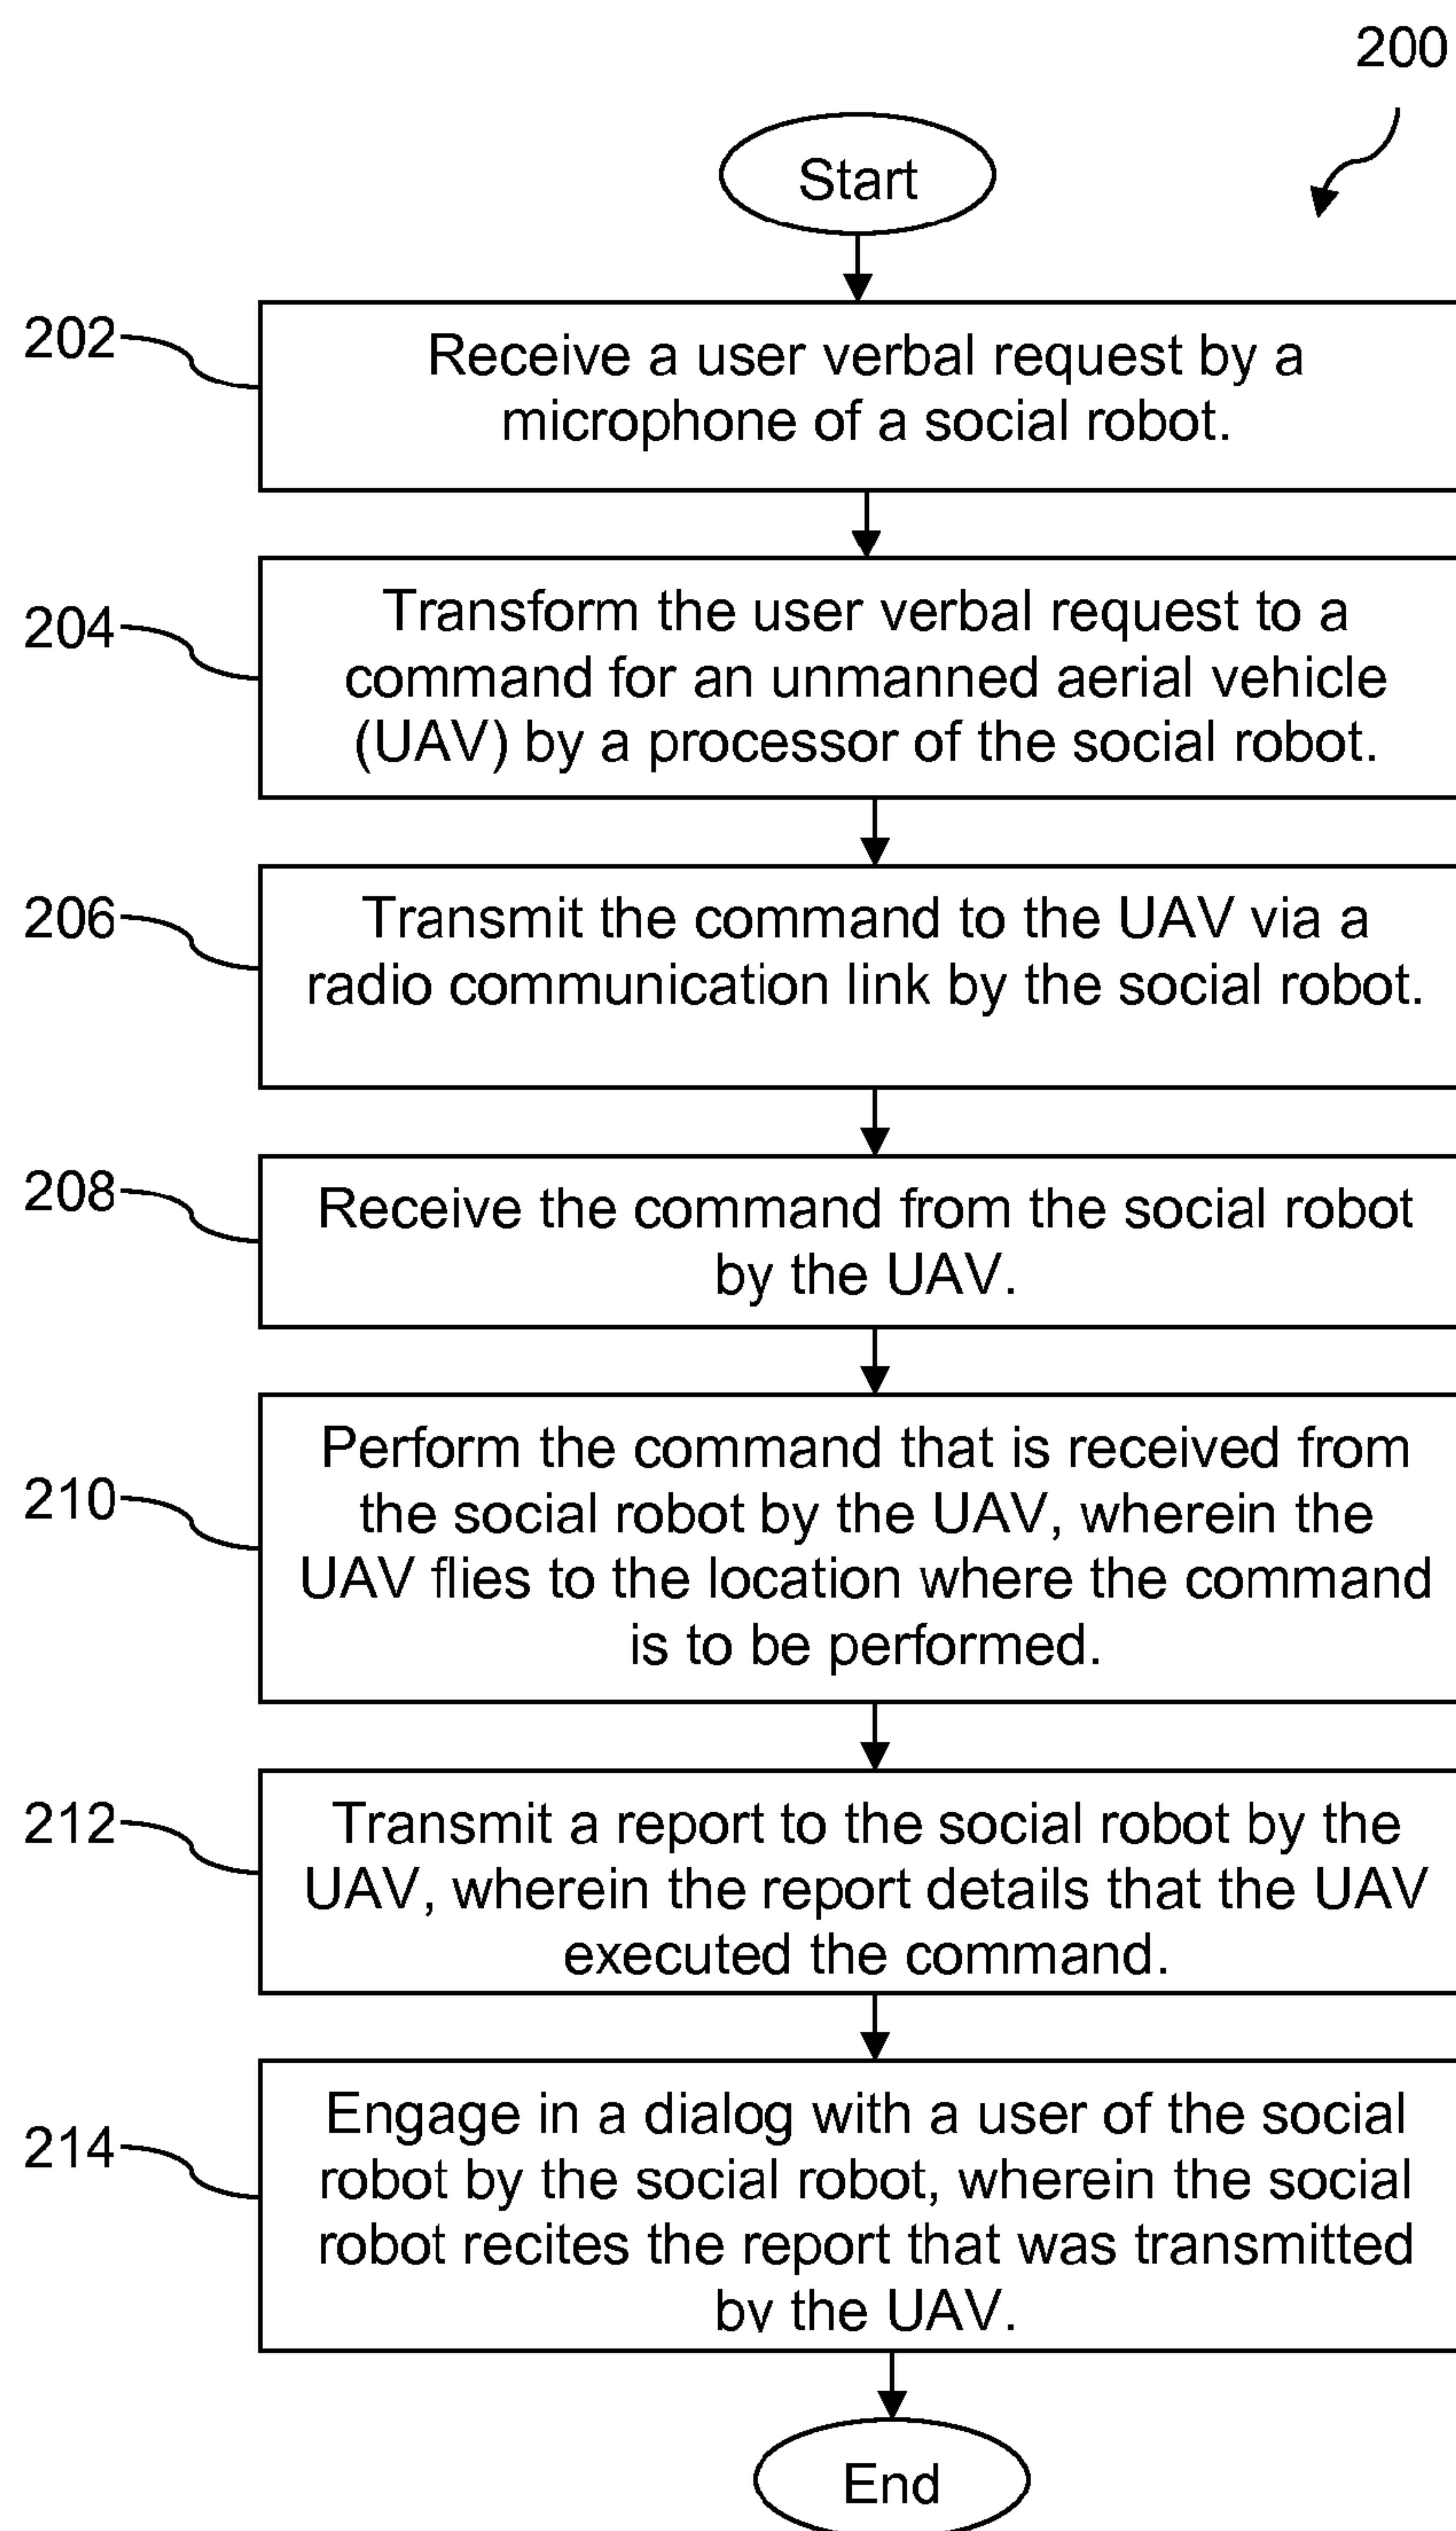 200
Start
202
Receive a user verbal request by a
microphone of a social robot.
204
Transform the user verbal request to a
command for an unmanned aerial vehicle
(UAV) by a processor of the social robot.
206
Transmit the command to the UAV via a
radio communication link by the social robot.
208
Receive the command from the social robot
by the UAV.
210
Perform the command that is received from
the social robot by the UAV, wherein the
UAV flies to the location where the command
is to be performed.
212
Transmit a report to the social robot by the
UAV, wherein the report details that the UAV
executed the command.
214
Engage in a dialog with a user of the social
robot by the social robot, wherein the social
robot recites the report that was transmitted
by the UAV.
End